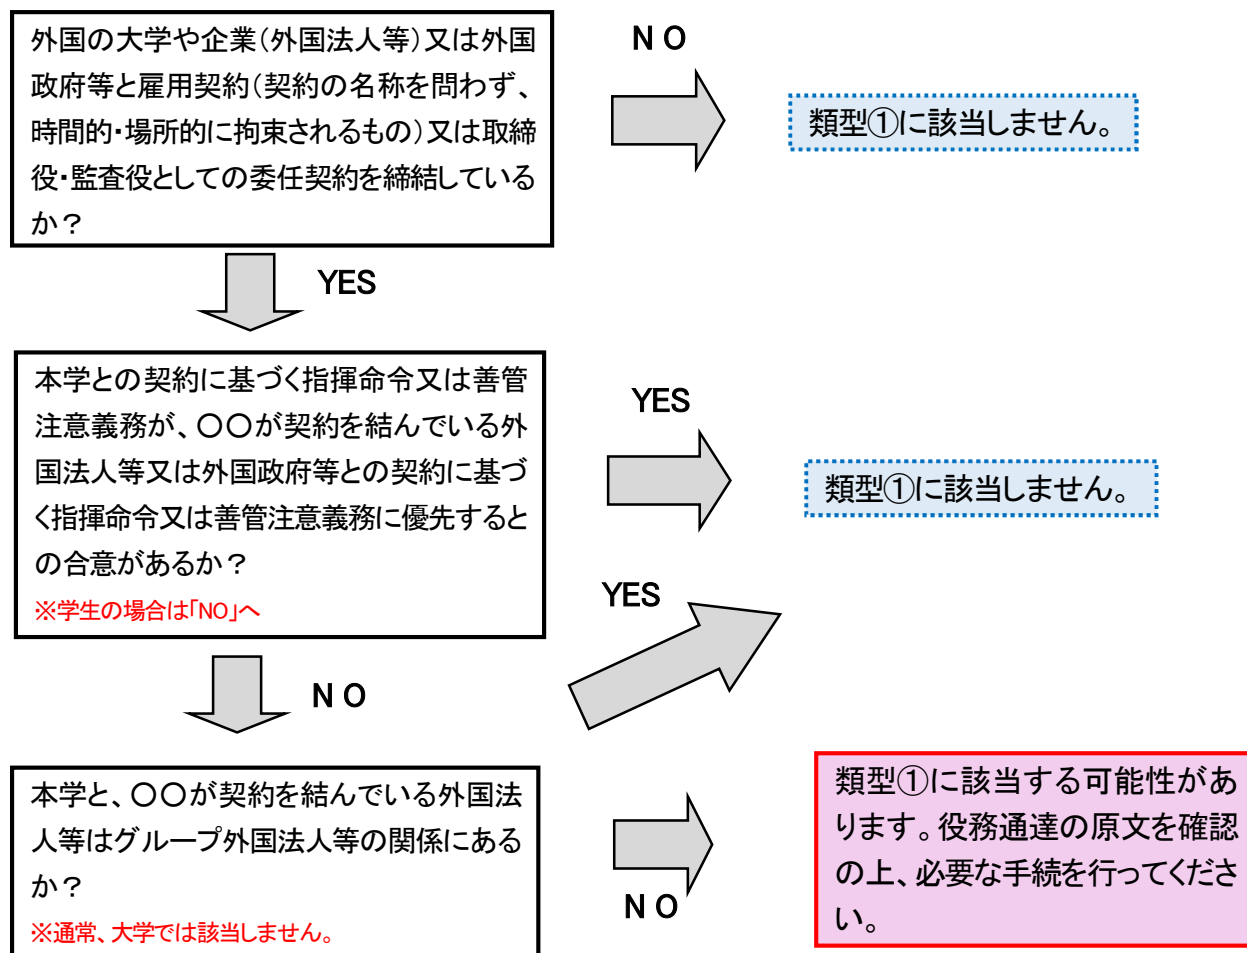 外国の大学や企業（外国法人等）又は外国
政府等と雇用契約（契約の名称を問わず、
時間的・場所的に拘束されるもの）又は取締
役・監査役としての委任契約を締結している
か？
NO
類型①に該当しません。
YES
本学との契約に基づく指揮命令又は善管
注意義務が、〇〇が契約を結んでいる外
国法人等又は外国政府等との契約に基づ
く指揮命令又は善管注意義務に優先すると
の合意があるか？
※学生の場合は「NO」へ
YES
類型①に該当しません。
YES
NO
本学と、〇〇が契約を結んでいる外国法
人等はグループ外国法人等の関係にある
か？
※通常、大学では該当しません。
NO
類型①に該当する可能性があ
ります。役務通達の原文を確認
の上、必要な手続を行ってくださ
い。